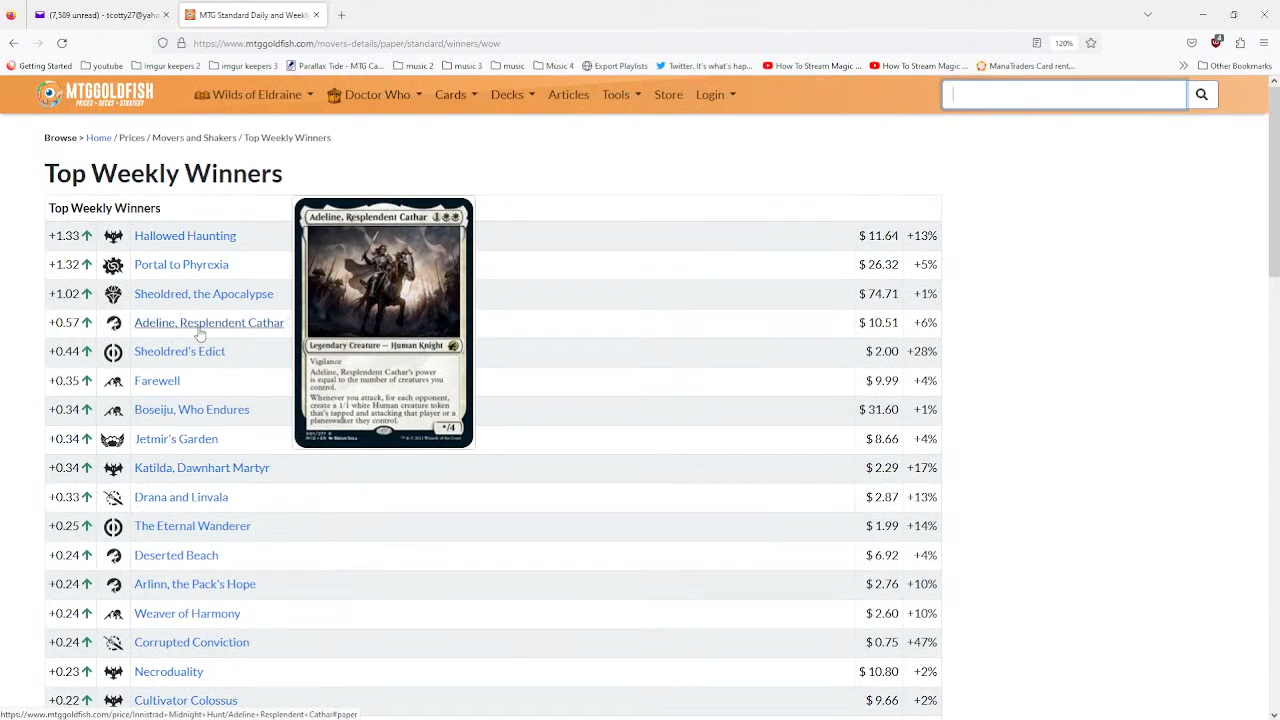 (7,589 unread) - tcorty27@yaho
MTG Standard Daily and Weekly
https://www.mtggoldfish.com/movers-details/paper/standard/winners/wow
120%
4
Getting Started
youtube
imgur keepers 2
imgur keepers 3
Parallax Tide - MTG Ca...
music 2
music 3
music
Music 4
Export Playlists
Twitter. It's what's hap...
How To Stream Magic ...
How To Stream Magic ...
ManaTraders Card rent...
Other Bookmarks
MTGGOLDFISH
PRICES • DECKS • STRATEGY
Wilds of Eldraine
Doctor Who
Cards
Decks
Articles
Tools
Store
Login
Browse > Home / Prices / Movers and Shakers / Top Weekly Winners
Top Weekly Winners
Top Weekly Winners
+1.33 Hallowed Haunting $ 11.64 +13%
+1.32 Portal to Phyrexia $ 26.32 +5%
+1.02 Sheoldred, the Apocalypse $ 74.71 +1%
+0.57 Adeline, Resplendent Cathar $ 10.51 +6%
+0.44 Sheoldred's Edict $ 2.00 +28%
+0.35 Farewell $ 9.99 +4%
+0.34 Boseiju, Who Endures +1%
Jetmir's Garden +4%
+0.34 Katilda, Dawnhart Martyr $ 2.29 +17%
+0.33 Drana and Linvala $ 2.87 +13%
+0.25 The Eternal Wanderer $ 1.99 +14%
+0.24 Deserted Beach $ 6.92 +4%
+0.24 Arlinn, the Pack's Hope $ 2.76 +10%
+0.24 Weaver of Harmony $ 2.60 +10%
+0.24 Corrupted Conviction $ 0.75 +47%
+0.23 Necroduality $ 10.80 +2%
+0.22 Cultivator Colossus $ 9.66 +2%
Adeline, Resplendent Cathar 1
Legendary Creature — Human Knight
Vigilance
Adeline, Resplendent Cathar's power
is equal to the number of creatures you
control.
Whenever you attack, for each opponent,
create a 1/1 white Human creature token
that's tapped and attacking that player or a
planeswalker they control.
*/4
https://www.mtggoldfish.com/price/Innistrad+Midnight+Hunt/Adeline+Resplendent+Cathar#paper